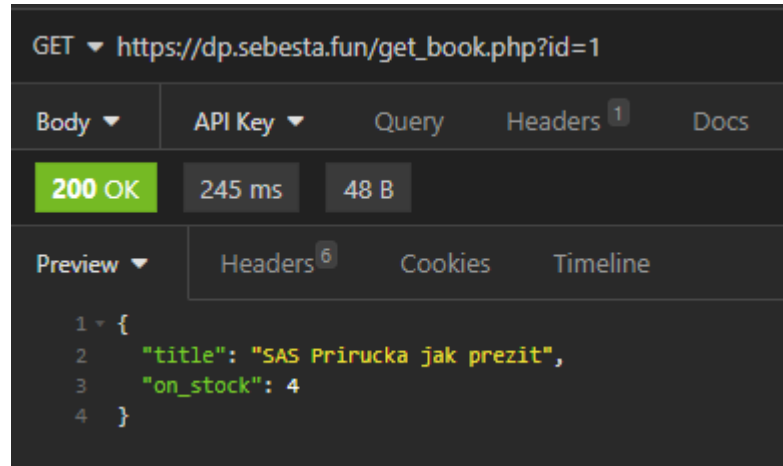 GET https://dp.sebesta.fun/get_book.php?id=1
Body API Key Query Headers 1 Docs
200 OK 245 ms 48 B
Preview Headers 6 Cookies Timeline
1 {
2 "title": "SAS Prirucka jak prezit",
3 "on_stock": 4
4 }